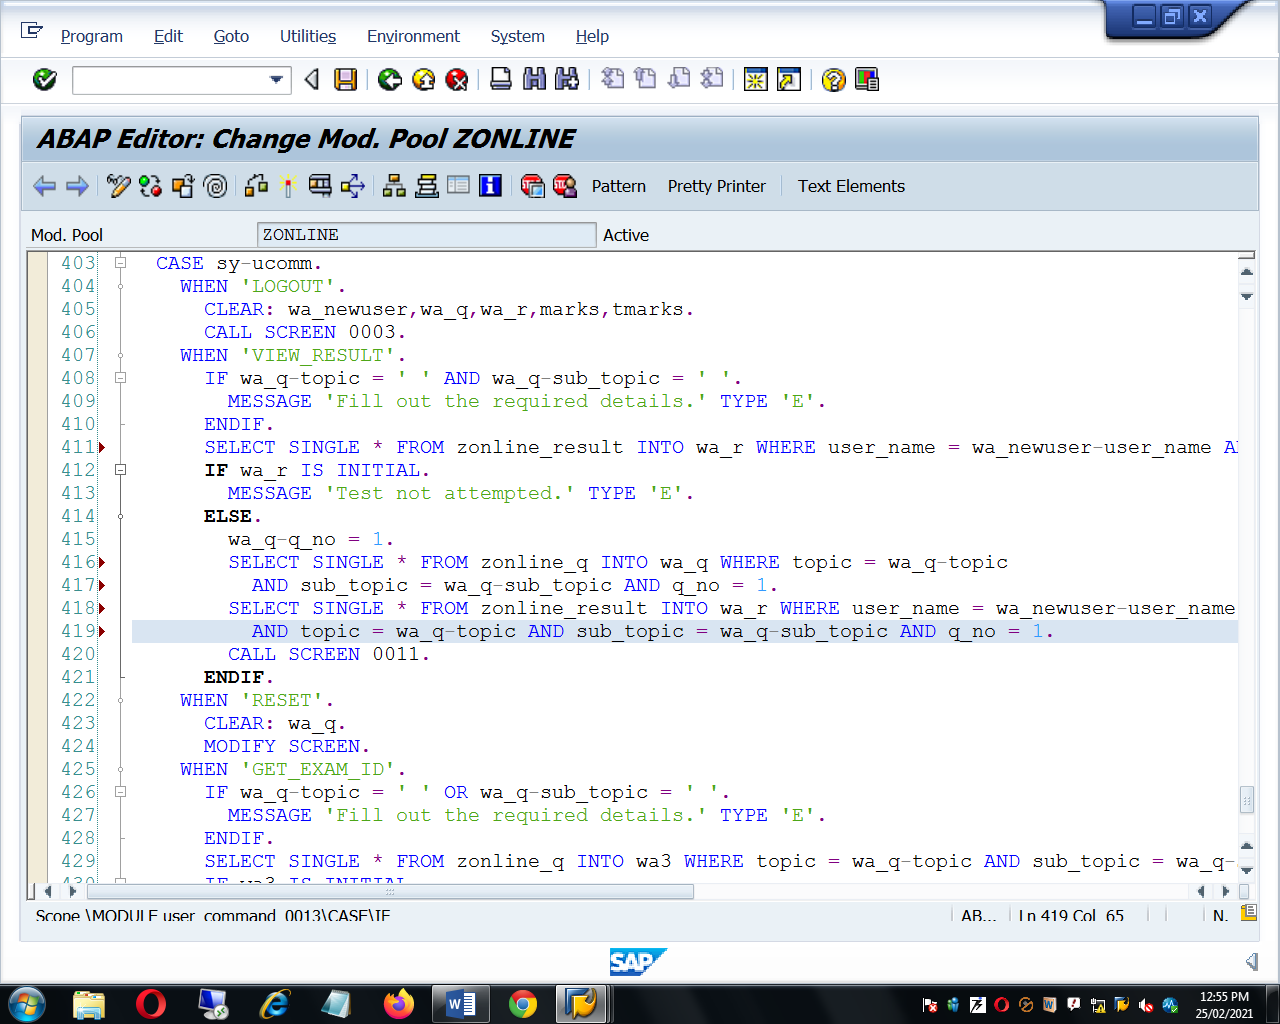 Program Edit Goto Utilities Environment System Help
ABAP Editor: Change Mod. Pool ZONLINE
Pattern Pretty Printer Text Elements
Mod. Pool ZONLINE Active
403 CASE sy-ucomm.
404 WHEN 'LOGOUT'.
405 CLEAR: wa_newuser,wa_q,wa_r,marks,tmarks.
406 CALL SCREEN 0003.
407 WHEN 'VIEW_RESULT'.
408 IF wa_q-topic = ' ' AND wa_q-sub_topic = ' '.
409 MESSAGE 'Fill out the required details.' TYPE 'E'.
410 ENDIF.
411 SELECT SINGLE * FROM zonline_result INTO wa_r WHERE user_name = wa_newuser-user_name
412 IF wa_r IS INITIAL.
413 MESSAGE 'Test not attempted.' TYPE 'E'.
414 ELSE.
415 wa_q-q_no = 1.
416 SELECT SINGLE * FROM zonline_q INTO wa_q WHERE topic = wa_q-topic
417 AND sub_topic = wa_q-sub_topic AND q_no = 1.
418 SELECT SINGLE * FROM zonline_result INTO wa_r WHERE user_name = wa_newuser-user_name
419 AND topic = wa_q-topic AND sub_topic = wa_q-sub_topic AND q_no = 1.
420 CALL SCREEN 0011.
421 ENDIF.
422 WHEN 'RESET'.
423 CLEAR: wa_q.
424 MODIFY SCREEN.
425 WHEN 'GET_EXAM_ID'.
426 IF wa_q-topic = ' ' OR wa_q-sub_topic = ' '.
427 MESSAGE 'Fill out the required details.' TYPE 'E'.
428 ENDIF.
429 SELECT SINGLE * FROM zonline_q INTO wa3 WHERE topic = wa_q-topic AND sub_topic = wa_q-
430 IF wa3 IS INITIAL
Scope \MODULE user_command_0013\CASE\IF AB... Ln 419 Col 65 N.
SAP
12:55 PM
25/02/2021